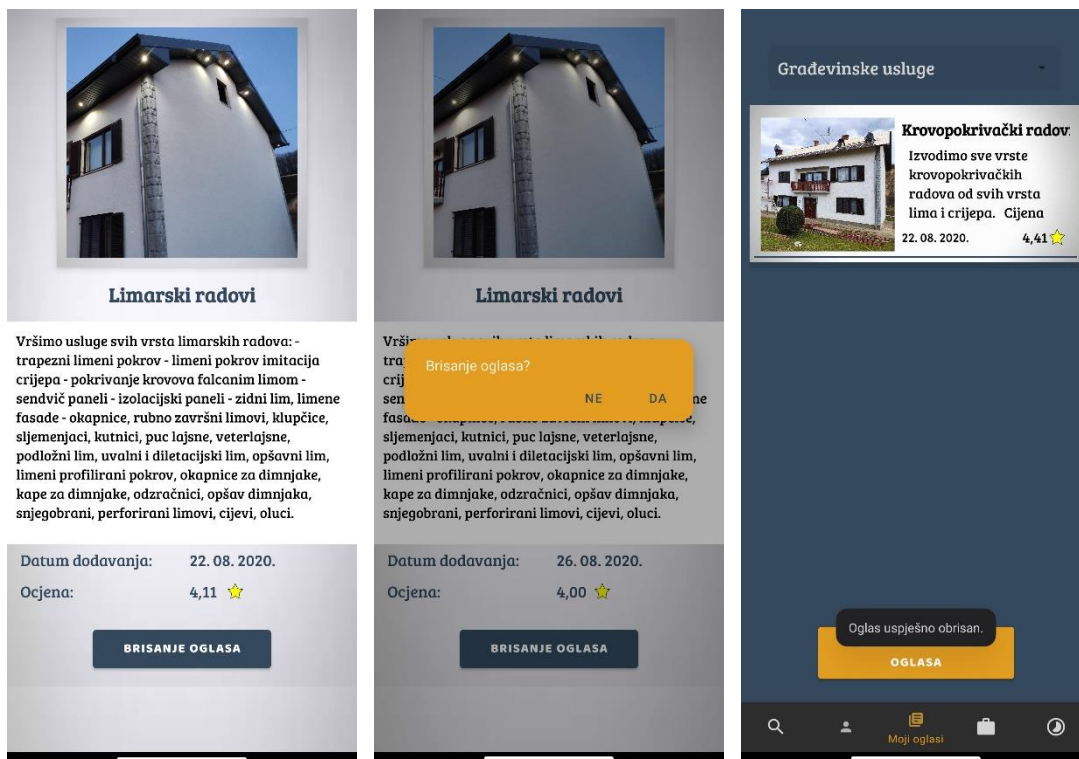 Limarski radovi
Vršimo usluge svih vrsta limarskih radova: -
trapezni limeni pokrov - limeni pokrov imitacija
crijepa - pokrivanje krovova falcanim limom -
sendvič paneli - izolacijski paneli - zidni lim, limene
fasade - okapnice, rubno završni limovi, klupčice,
sljemenjaci, kutnici, puc lajsne, veterlajsne,
podložni lim, uvalni i diletacijski lim, opšavni lim,
limeni profilirani pokrov, okapnice za dimnjake,
kape za dimnjake, odzračnici, opšav dimnjaka,
snjegobrani, perforirani limovi, cijevi, oluci.
Datum dodavanja: 22. 08. 2020.
Ocjena: 4,11
BRISANJE OGLASA
Limarski radovi
Brisanje oglasa?
NE DA
sljemenjaci, kutnici, puc lajsne, veterlajsne,
podložni lim, uvalni i diletacijski lim, opšavni lim,
limeni profilirani pokrov, okapnice za dimnjake,
kape za dimnjake, odzračnici, opšav dimnjaka,
snjegobrani, perforirani limovi, cijevi, oluci.
Datum dodavanja: 26. 08. 2020.
Ocjena: 4,00
BRISANJE OGLASA
Građevinske usluge
Krovopokrivački radov
Izvodimo sve vrste
krovopokrivačkih
radova od svih vrsta
lima i crijepa. Cijena
22. 08. 2020. 4,41
Oglas uspješno obrisan.
OGLASA
Moji oglasi